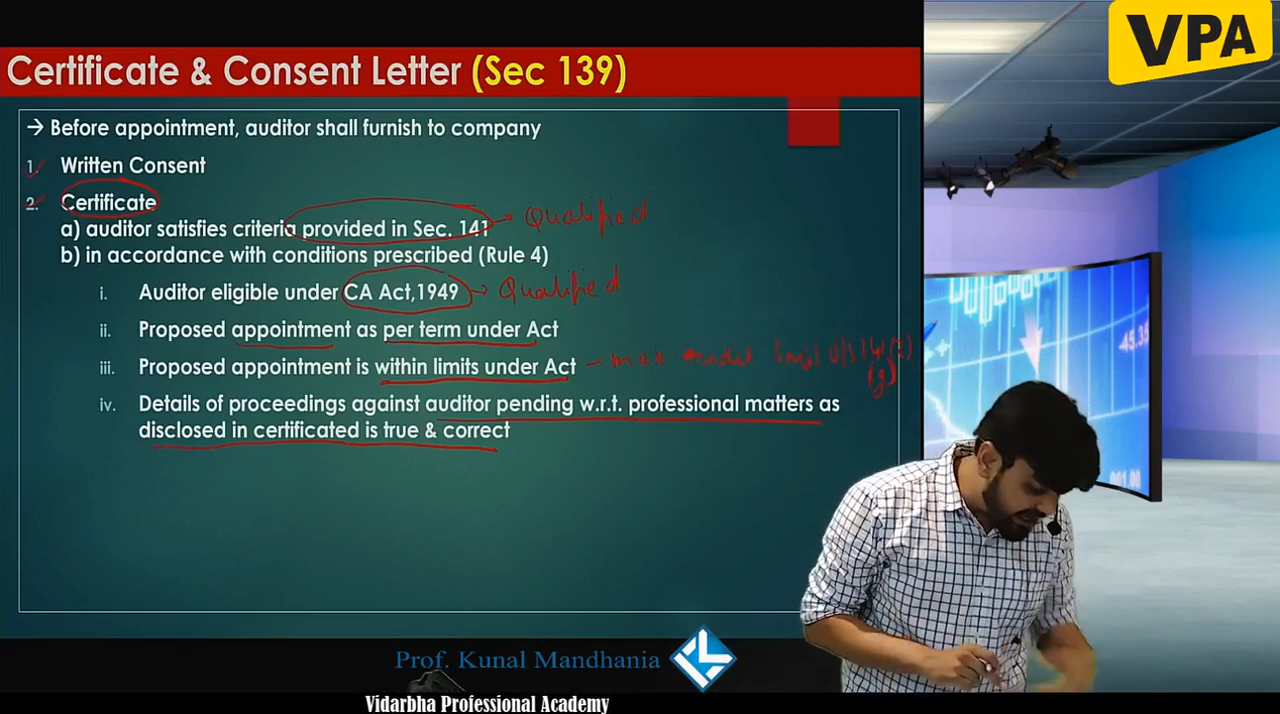 VPA
Certificate & Consent Letter (Sec 139)
→ Before appointment, auditor shall furnish to company
1. Written Consent
2. Certificate
a) auditor satisfies criteria provided in Sec. 141 → Qualified
b) in accordance with conditions prescribed (Rule 4)
i. Auditor eligible under CA Act,1949 → Qualified
ii. Proposed appointment as per term under Act
iii. Proposed appointment is within limits under Act → max audit limit U/S 141(3)
(g)
iv. Details of proceedings against auditor pending w.r.t. professional matters as
disclosed in certificated is true & correct
-45.35
Prof. Kunal Mandhania
Vidarbha Professional Academy